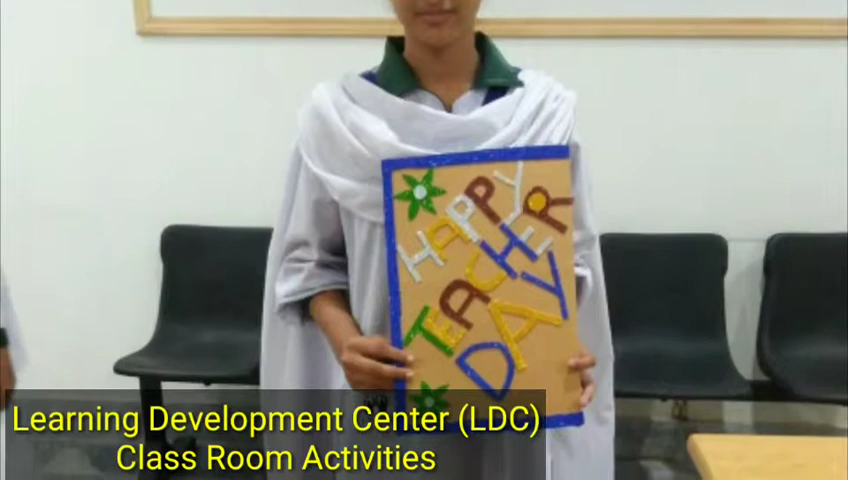 HAPPY
TEACHER
DAY
Learning Development Center (LDC)
Class Room Activities